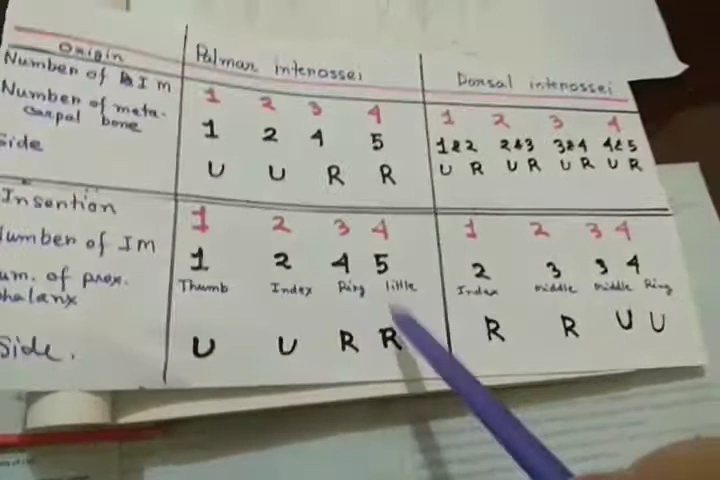 Origin Palmar interossei Dorsal interossei
Number of IM 1 2 3 4 1 2 3 4
Number of meta-carpal bone 1 2 4 5 1&2 2&3 3&4 4&5
Side U U R R U R U R U R U R
Insertion
Number of IM 1 2 3 4 1 2 3 4
um. of prox. halanx 1 2 4 5 2 3 3 4
Thumb Index Ring little Index middle middle Ring
Side. U U R R R R U U